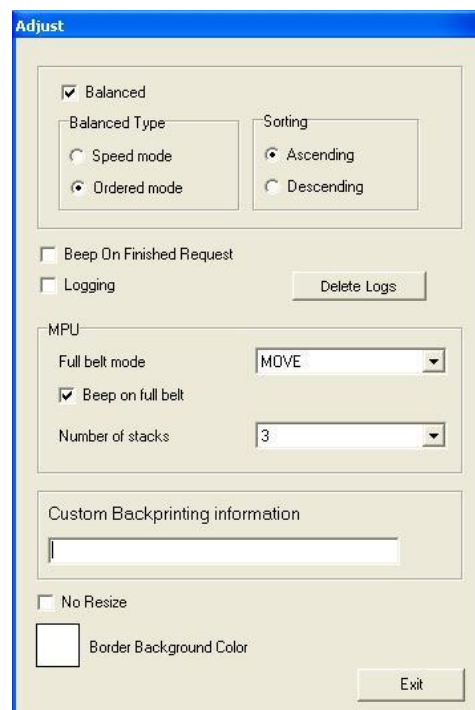 Adjust
Balanced
Balanced Type
Speed mode
Ordered mode
Sorting
Ascending
Descending
Beep On Finished Request
Logging
Delete Logs
MPU
Full belt mode
MOVE
Beep on full belt
Number of stacks
3
Custom Backprinting information
No Resize
Border Background Color
Exit